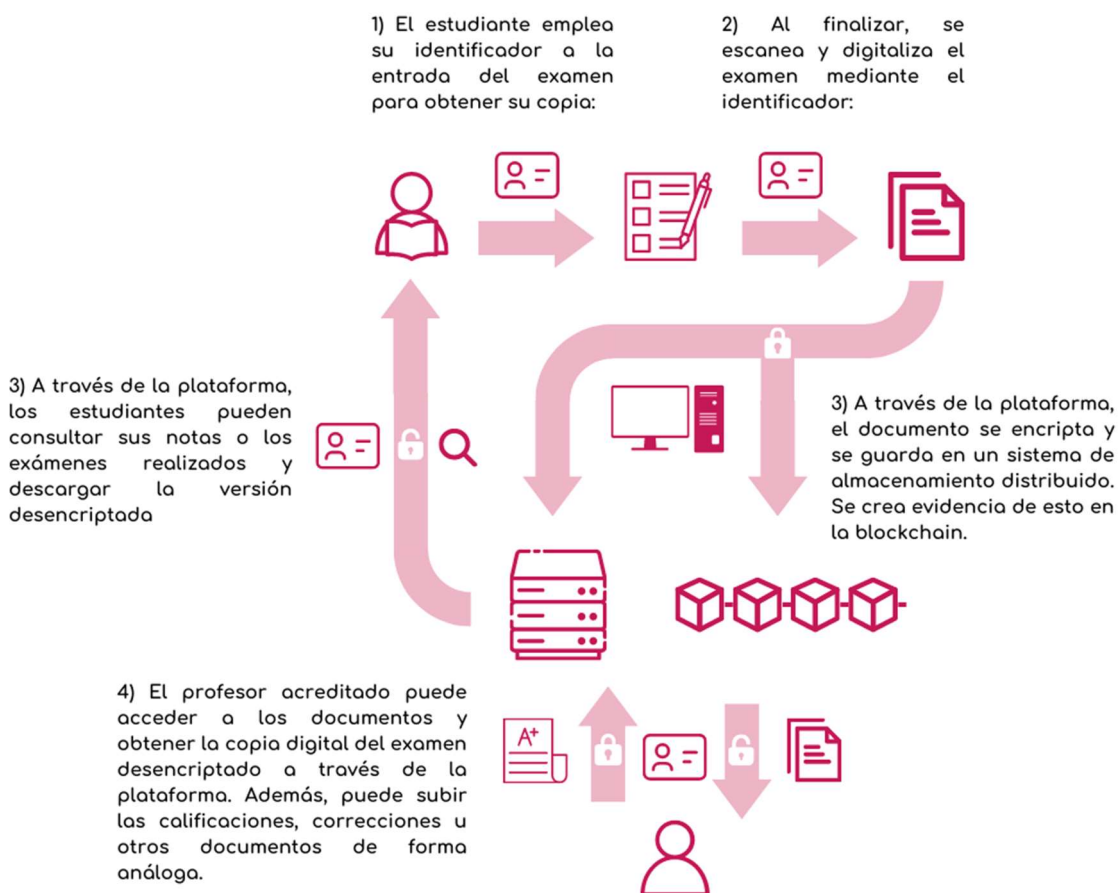 1) El estudiante emplea
su identificador a la
entrada del examen
para obtener su copia:
2) Al finalizar, se
escanea y digitaliza el
examen mediante el
identificador:
3) A través de la plataforma,
los estudiantes pueden
consultar sus notas o los
exámenes realizados y
descargar la versión
desencriptada
3) A través de la plataforma,
el documento se encripta y
se guarda en un sistema de
almacenamiento distribuido.
Se crea evidencia de esto en
la blockchain.
4) El profesor acreditado puede
acceder a los documentos y
obtener la copia digital del examen
desencriptado a través de la
plataforma. Además, puede subir
las calificaciones, correcciones u
otros documentos de forma
análoga.
A+